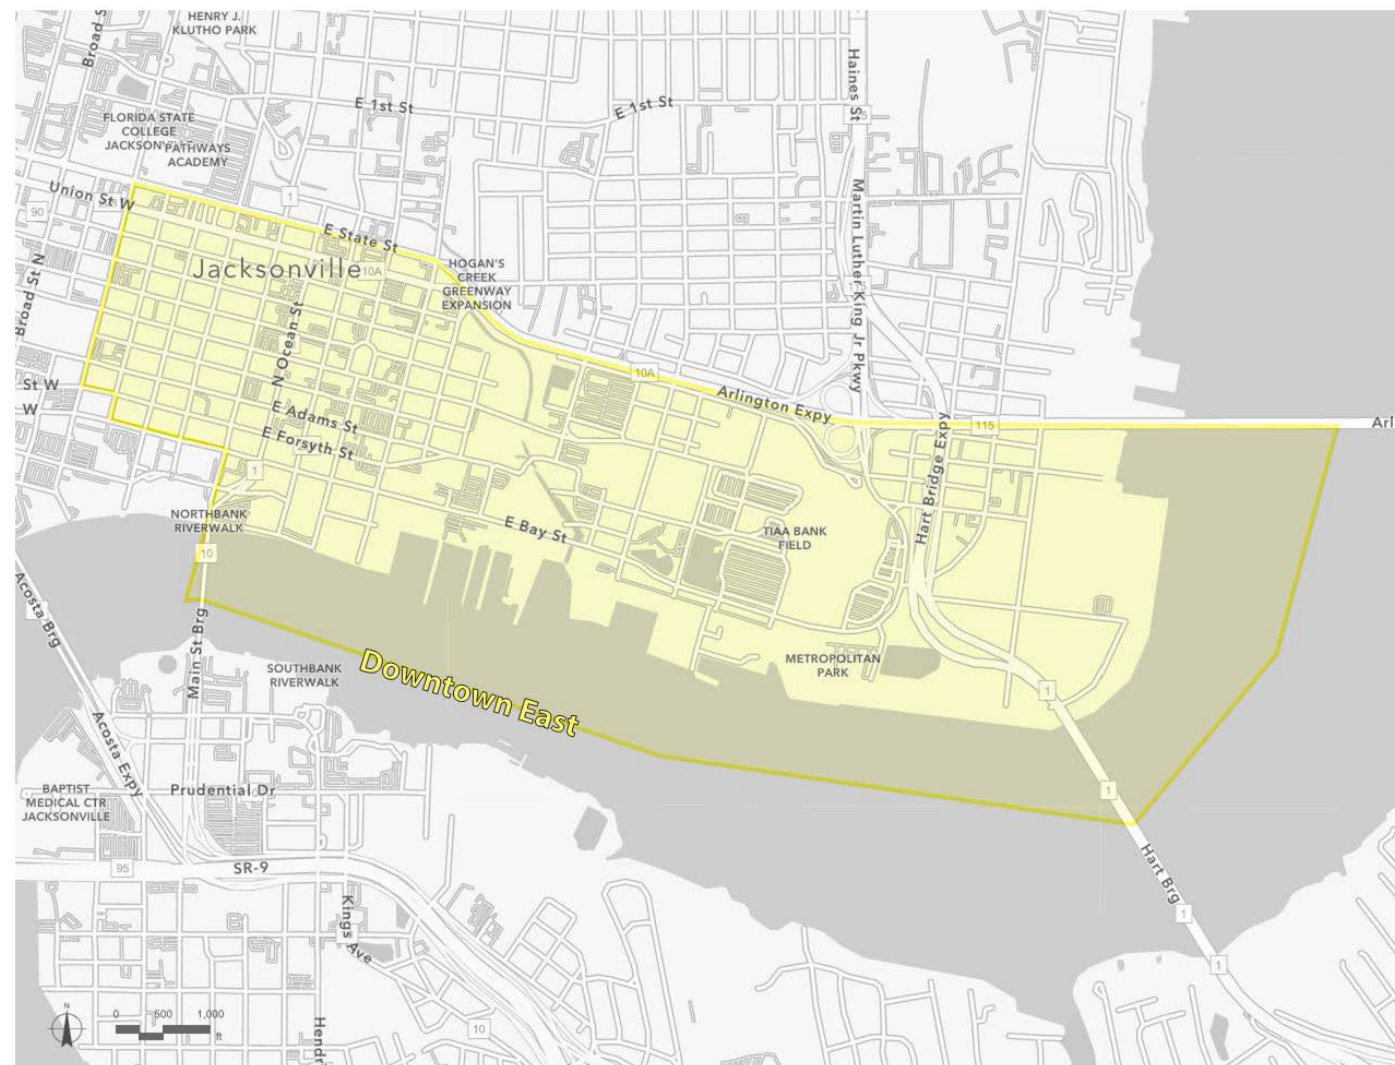 HENRY J.
KLUTHO PARK
Broad S
Haines St
E 1st St
E 1st St
FLORIDA STATE
COLLEGE
PATHWAYS
ACADEMY
Union St W
1
90
E State St
Jacksonville
10A
HOGAN'S
CREEK
GREENWAY
EXPANSION
Martin Luther King Jr Pkwy
Broad St N
N Ocean St
St W
W
10A
Arlington Expy
115
Arl
E Adams St
E Forsyth St
Hart Bridge Expy
1
NORTHBANK
RIVERWALK
E Bay St
TIAA BANK
FIELD
10
Acosta Brg
Main St Brg
SOUTHBANK
RIVERWALK
Downtown East
METROPOLITAN
PARK
1
Acosta Expy
BAPTIST
MEDICAL CTR
JACKSONVILLE
Prudential Dr
1
95
SR-9
Hart Brg
Kings Ave
1
1
N
0 500 1,000
ft
Hendr
10